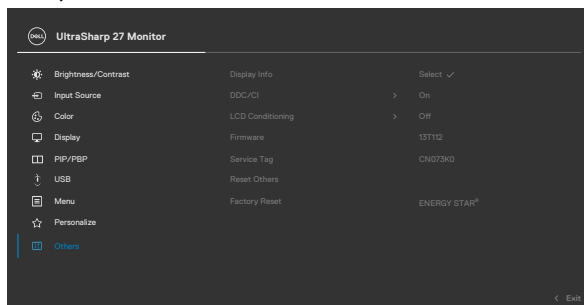 DELL UltraSharp 27 Monitor
Brightness/Contrast Display Info Select ✓
Input Source DDC/CI > On
Color LCD Conditioning > Off
Display Firmware 13T112
PIP/PBP Service Tag CN073K0
USB Reset Others
Menu Factory Reset ENERGY STAR®
Personalize
Others
< Exit